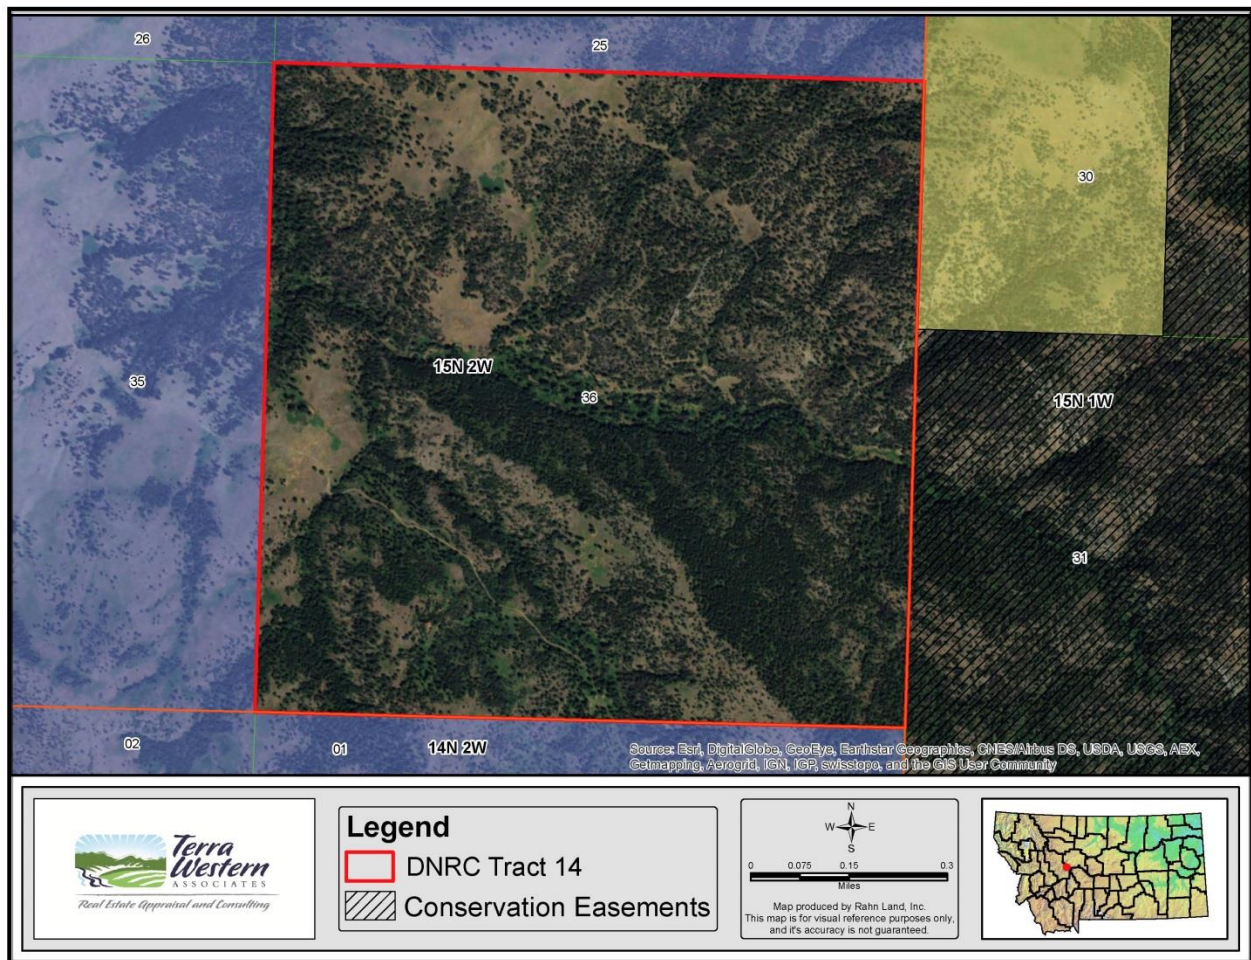 26
25
30
15N 2W
35
36
15N 1W
31
02
01
14N 2W
Source: Esri, DigitalGlobe, GeoEye, Earthstar Geographics, CNES/Airbus DS, USDA, USGS, AEX,
Getmapping, Aerogrid, IGN, IGP, swisstopo, and the GIS User Community
Terra
Western
ASSOCIATES
Real Estate Appraisal and Consulting
Legend
DNRC Tract 14
Conservation Easements
N
W E
S
0 0.075 0.15 0.3
Miles
Map produced by Rahn Land, Inc.
This map is for visual reference purposes only,
and it's accuracy is not guaranteed.